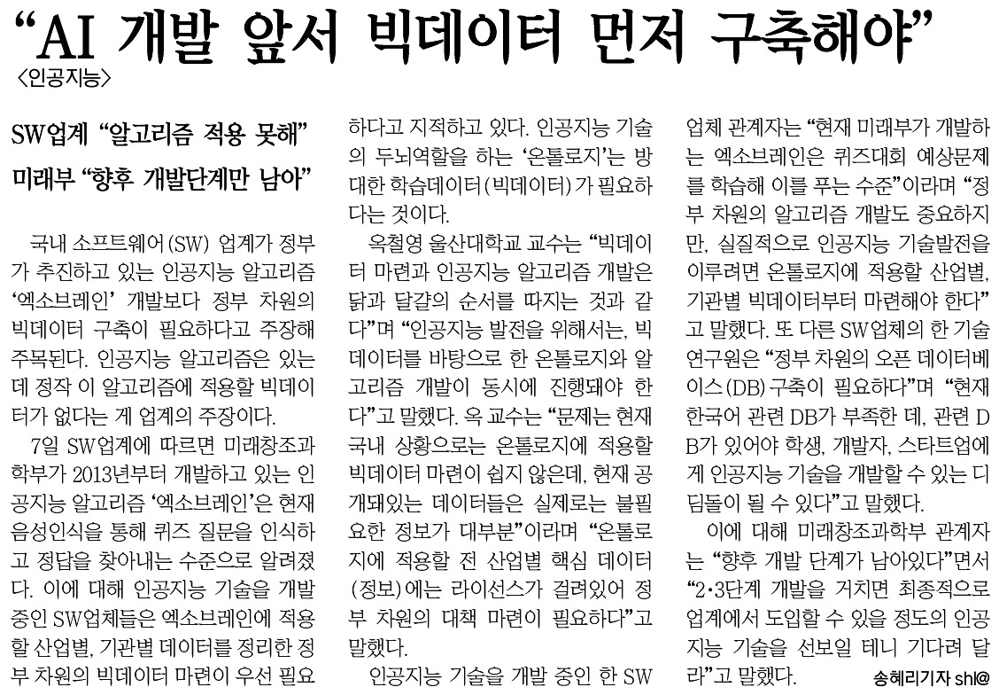 “AI 개발 앞서 빅데이터 먼저 구축해야”
<인공지능>
SW업계 “알고리즘 적용 못해”
미래부 “향후 개발단계만 남아”
국내 소프트웨어(SW) 업계가 정부
가 추진하고 있는 인공지능 알고리즘
‘엑소브레인’ 개발보다 정부 차원의
빅데이터 구축이 필요하다고 주장해
주목된다. 인공지능 알고리즘은 있는
데 정작 이 알고리즘에 적용할 빅데이
터가 없다는 게 업계의 주장이다.
7일 SW업계에 따르면 미래창조과
학부가 2013년부터 개발하고 있는 인
공지능 알고리즘 ‘엑소브레인’은 현재
음성인식을 통해 퀴즈 질문을 인식하
고 정답을 찾아내는 수준으로 알려졌
다. 이에 대해 인공지능 기술을 개발
중인 SW업체들은 엑소브레인에 적용
할 산업별, 기관별 데이터를 정리한 정
부 차원의 빅데이터 마련이 우선 필요
하다고 지적하고 있다. 인공지능 기술
의 두뇌역할을 하는 ‘온톨로지’는 방
대한 학습데이터(빅데이터)가 필요하
다는 것이다.
옥철영 울산대학교 교수는 “빅데이
터 마련과 인공지능 알고리즘 개발은
닭과 달걀의 순서를 따지는 것과 같
다”며 “인공지능 발전을 위해서는, 빅
데이터를 바탕으로 한 온톨로지와 알
고리즘 개발이 동시에 진행돼야 한
다”고 말했다. 옥 교수는 “문제는 현재
국내 상황으로는 온톨로지에 적용할
빅데이터 마련이 쉽지 않은데, 현재 공
개돼있는 데이터들은 실제로는 불필
요한 정보가 대부분”이라며 “온톨로
지에 적용할 전 산업별 핵심 데이터
(정보)에는 라이선스가 걸려있어 정
부 차원의 대책 마련이 필요하다”고
말했다.
인공지능 기술을 개발 중인 한 SW
업체 관계자는 “현재 미래부가 개발하
는 엑소브레인은 퀴즈대회 예상문제
를 학습해 이를 푸는 수준”이라며 “정
부 차원의 알고리즘 개발도 중요하지
만, 실질적으로 인공지능 기술발전을
이루려면 온톨로지에 적용할 산업별,
기관별 빅데이터부터 마련해야 한다”
고 말했다. 또 다른 SW업체의 한 기술
연구원은 “정부 차원의 오픈 데이터베
이스(DB)구축이 필요하다”며 “현재
한국어 관련 DB가 부족한 데, 관련 D
B가 있어야 학생, 개발자, 스타트업에
게 인공지능 기술을 개발할 수 있는 디
딤돌이 될 수 있다”고 말했다.
이에 대해 미래창조과학부 관계자
는 “향후 개발 단계가 남아있다”면서
“2·3단계 개발을 거치면 최종적으로
업계에서 도입할 수 있을 정도의 인공
지능 기술을 선보일 테니 기다려 달
라”고 말했다. 송혜리기자 shl@